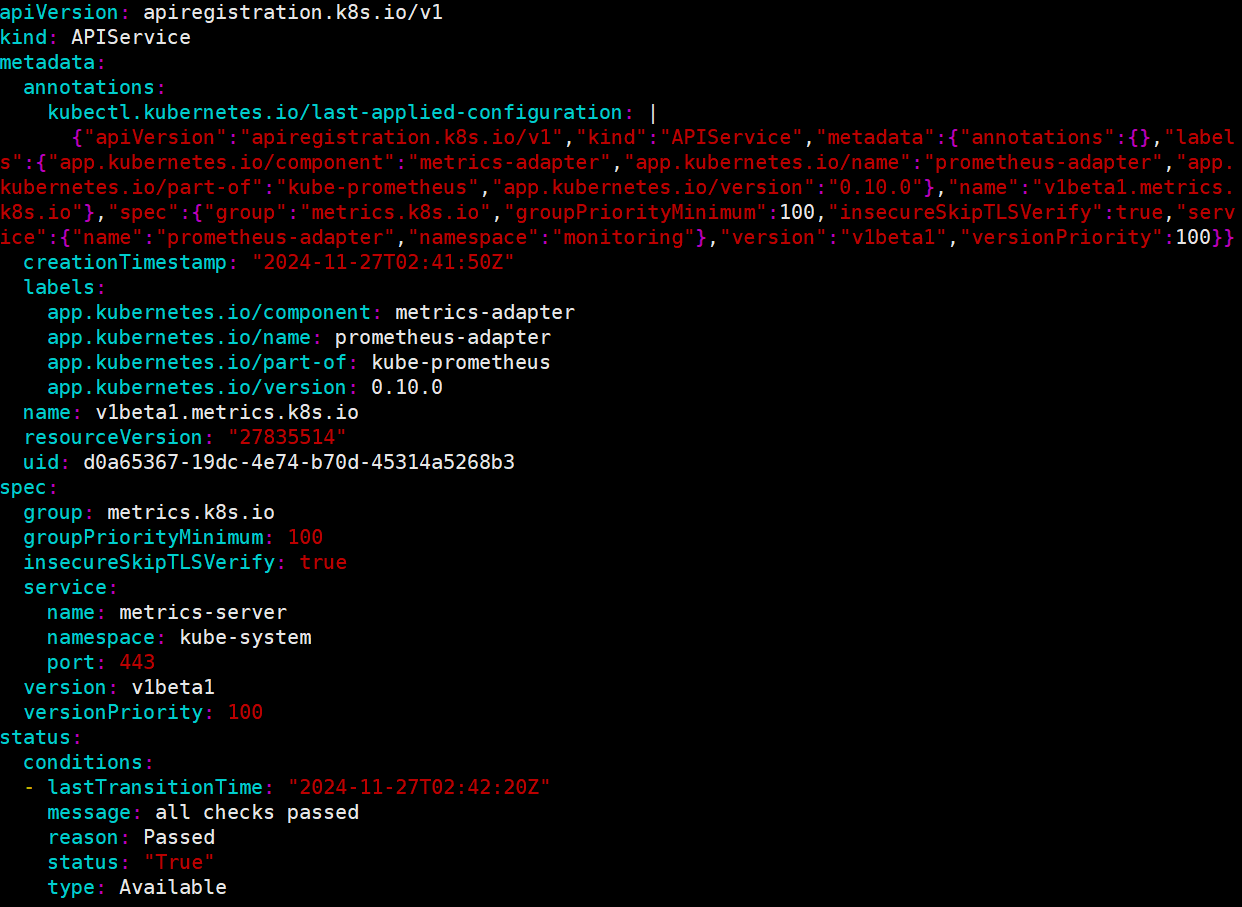 apiVersion: apiregistration.k8s.io/v1
kind: APIService
metadata:
  annotations:
    kubectl.kubernetes.io/last-applied-configuration: |
      {"apiVersion":"apiregistration.k8s.io/v1","kind":"APIService","metadata":{"annotations":{},"label
s":{"app.kubernetes.io/component":"metrics-adapter","app.kubernetes.io/name":"prometheus-adapter","app.
kubernetes.io/part-of":"kube-prometheus","app.kubernetes.io/version":"0.10.0"},"name":"v1beta1.metrics.
k8s.io"},"spec":{"group":"metrics.k8s.io","groupPriorityMinimum":100,"insecureSkipTLSVerify":true,"serv
ice":{"name":"prometheus-adapter","namespace":"monitoring"},"version":"v1beta1","versionPriority":100}}
  creationTimestamp: "2024-11-27T02:41:50Z"
  labels:
    app.kubernetes.io/component: metrics-adapter
    app.kubernetes.io/name: prometheus-adapter
    app.kubernetes.io/part-of: kube-prometheus
    app.kubernetes.io/version: 0.10.0
  name: v1beta1.metrics.k8s.io
  resourceVersion: "27835514"
  uid: d0a65367-19dc-4e74-b70d-45314a5268b3
spec:
  group: metrics.k8s.io
  groupPriorityMinimum: 100
  insecureSkipTLSVerify: true
  service:
    name: metrics-server
    namespace: kube-system
    port: 443
  version: v1beta1
  versionPriority: 100
status:
  conditions:
  - lastTransitionTime: "2024-11-27T02:42:20Z"
    message: all checks passed
    reason: Passed
    status: "True"
    type: Available